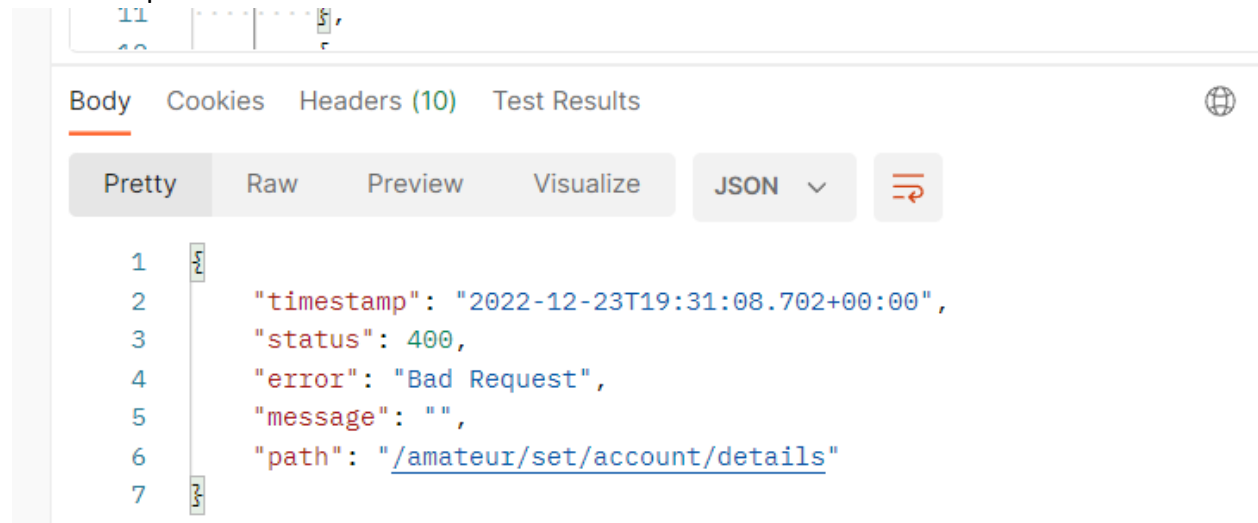 11 },
Body Cookies Headers (10) Test Results
Pretty Raw Preview Visualize JSON
1 {
2 "timestamp": "2022-12-23T19:31:08.702+00:00",
3 "status": 400,
4 "error": "Bad Request",
5 "message": "",
6 "path": "/amateur/set/account/details"
7 }